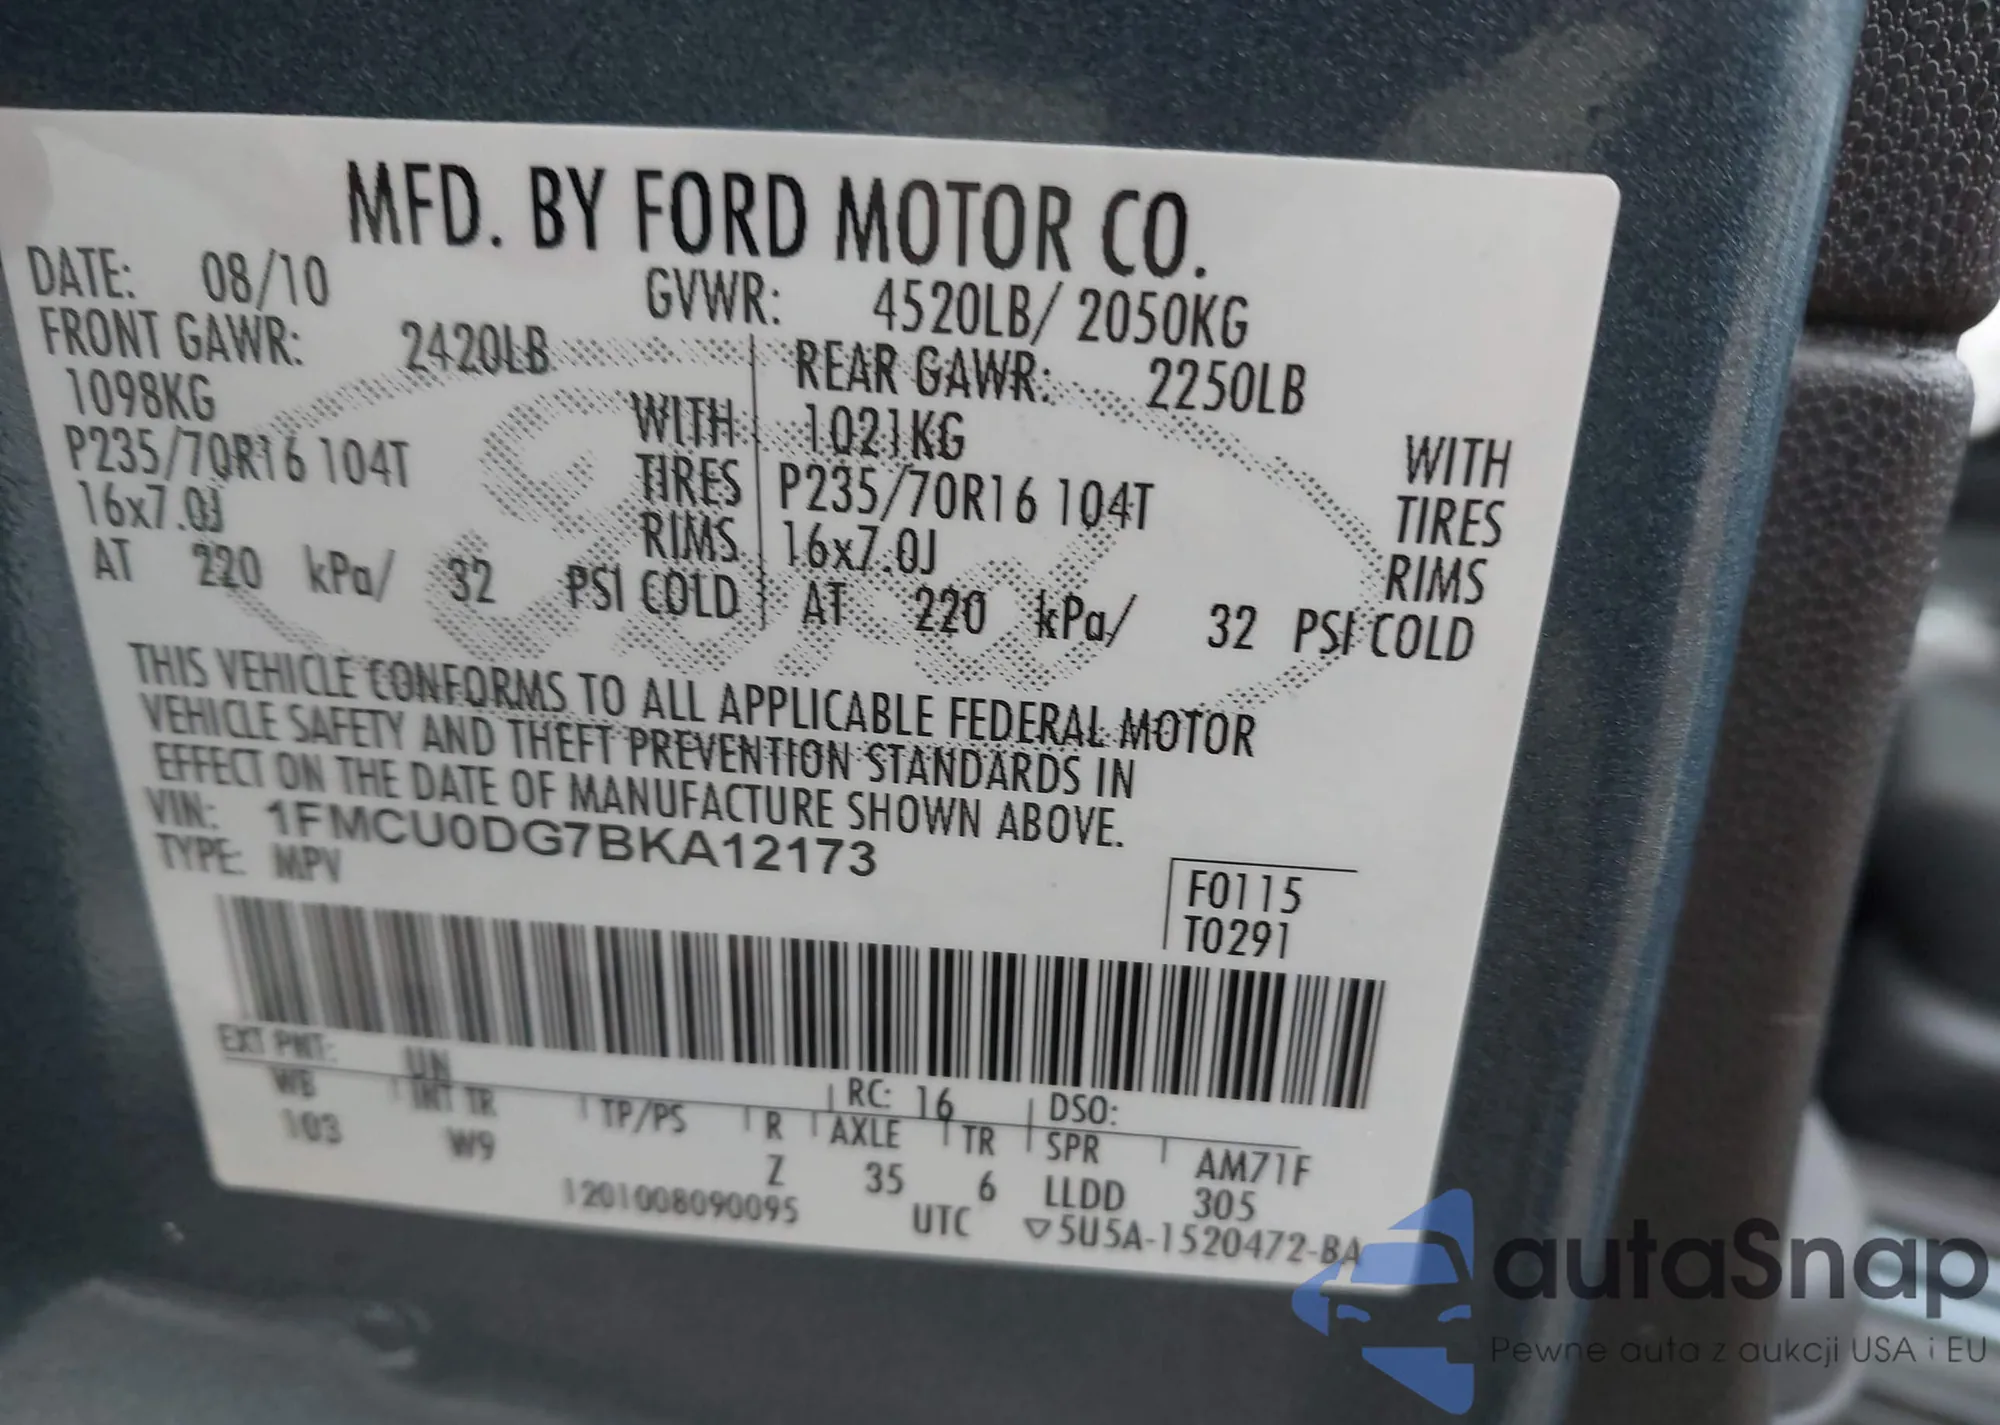 MFD. BY FORD MOTOR CO.
DATE: 08/10 GVWR: 4520LB/ 2050KG
FRONT GAWR: 2420LB REAR GAWR: 2250LB
1098KG WITH 1021KG WITH
P235/70R16 104T TIRES P235/70R16 104T TIRES
16x7.0J RIMS 16x7.0J RIMS
AT 220 kPa/ 32 PSI COLD AT 220 kPa/ 32 PSI COLD
THIS VEHICLE CONFORMS TO ALL APPLICABLE FEDERAL MOTOR
VEHICLE SAFETY AND THEFT PREVENTION STANDARDS IN
EFFECT ON THE DATE OF MANUFACTURE SHOWN ABOVE.
VIN: 1FMCU0DG7BKA12173
TYPE: MPV
F0115
T0291
EXT PNT: UN RC: 16 DSO:
WB INT TR TP/PS R AXLE TR SPR AM71F
103 W9 Z 35 6 LLDD 305
1201008090095 UTC ▽5U5A-1520472-BA
Ford
autoSnap
Pewne auta z aukcji USA i EU